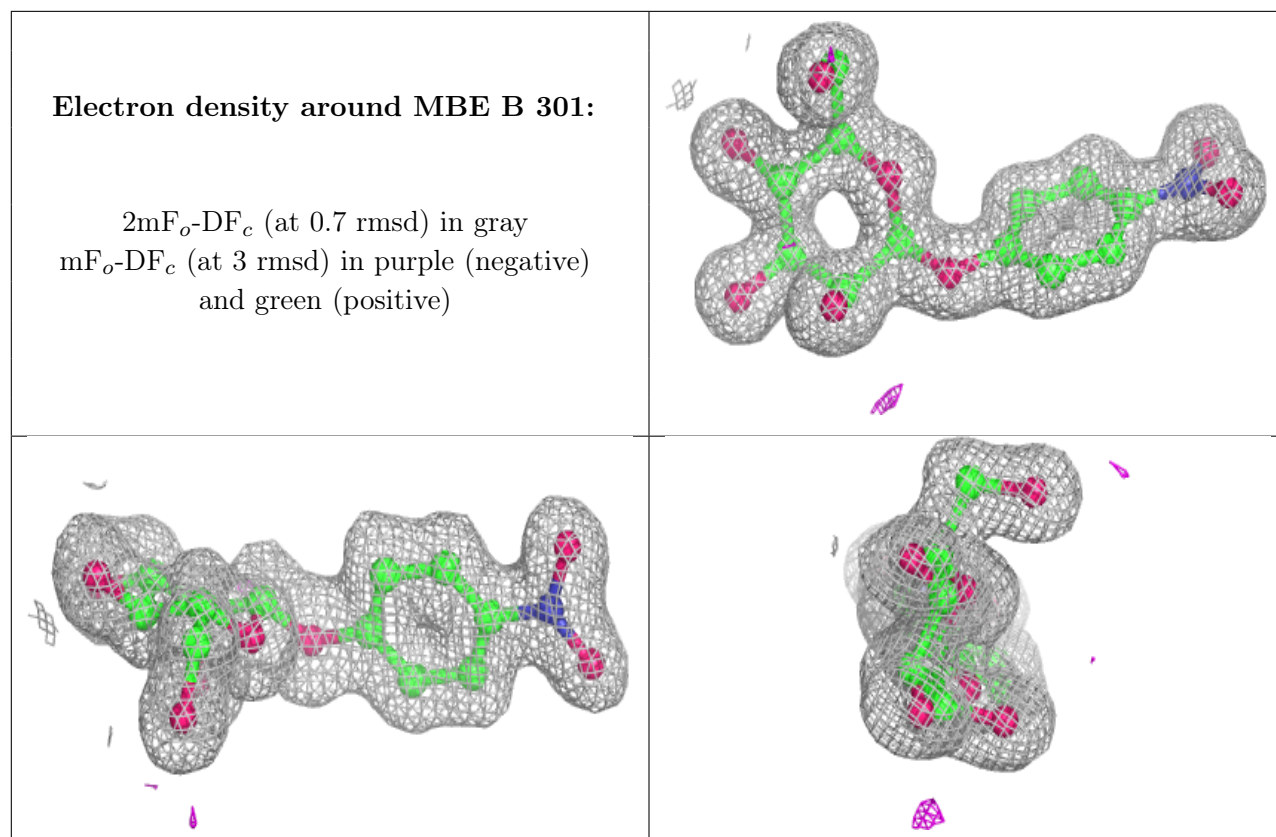 Electron density around MBE B 301:
2mFo-DFc (at 0.7 rmsd) in gray
mFo-DFc (at 3 rmsd) in purple (negative)
and green (positive)